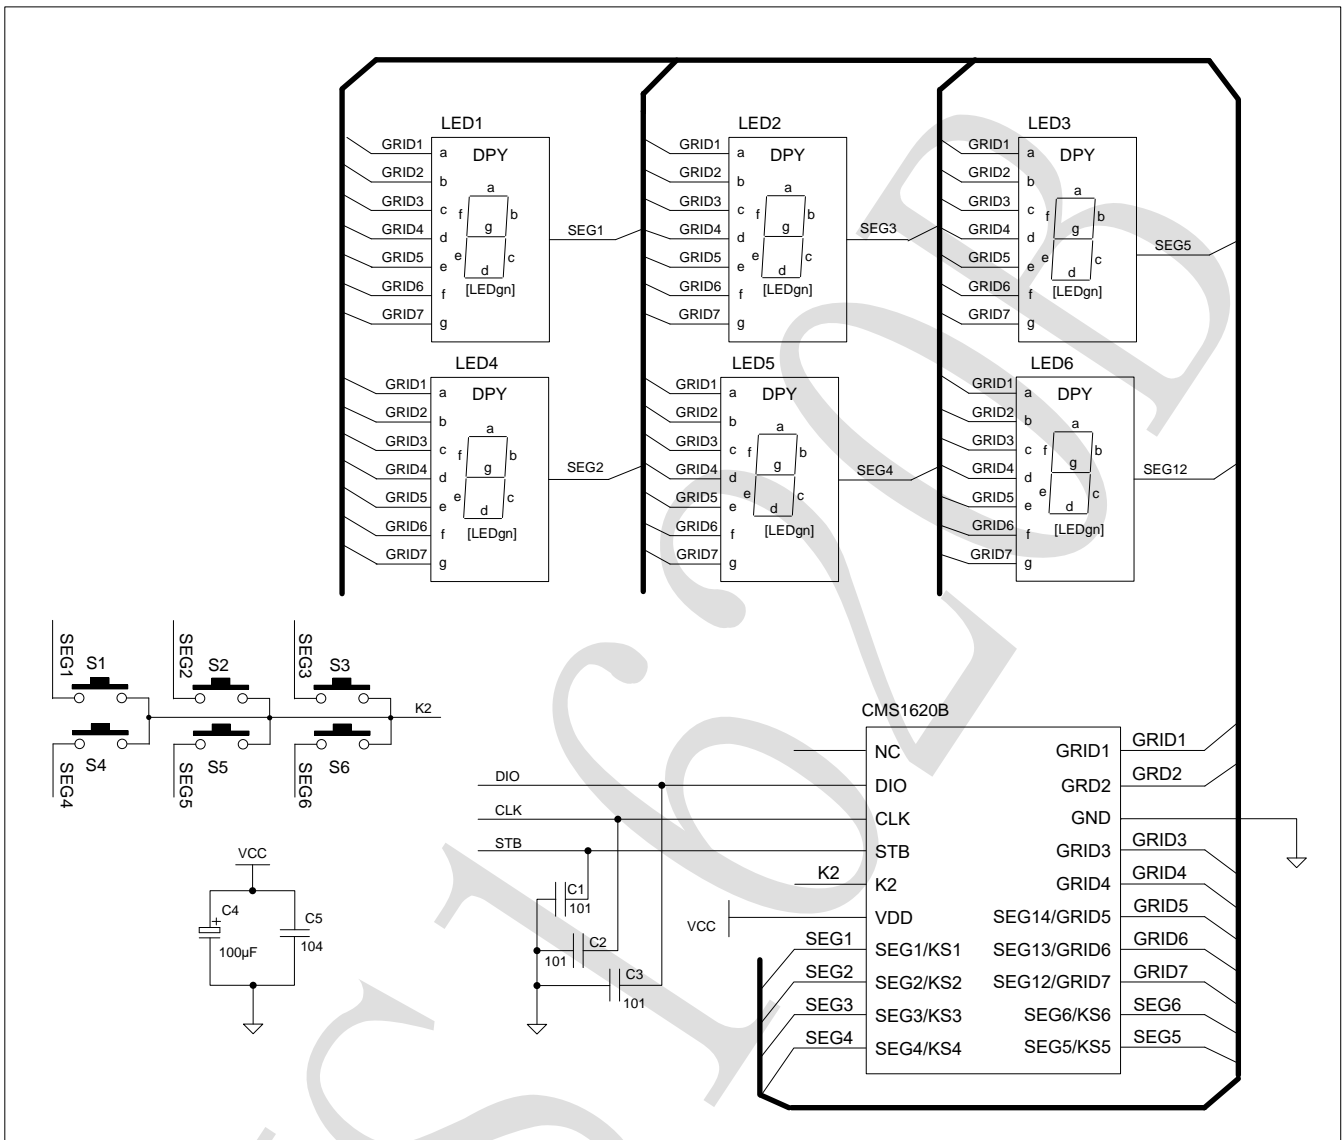 LED1
DPY
GRID1 a
GRID2 b
GRID3 c
GRID4 d
GRID5 e
GRID6 f
GRID7 g
a
f b
g
e c
d
[LEDgn]
SEG1
LED2
DPY
GRID1 a
GRID2 b
GRID3 c
GRID4 d
GRID5 e
GRID6 f
GRID7 g
a
f b
g
e c
d
[LEDgn]
SEG3
LED3
DPY
GRID1 a
GRID2 b
GRID3 c
GRID4 d
GRID5 e
GRID6 f
GRID7 g
a
f b
g
e c
d
[LEDgn]
SEG5
LED4
DPY
GRID1 a
GRID2 b
GRID3 c
GRID4 d
GRID5 e
GRID6 f
GRID7 g
a
f b
g
e c
d
[LEDgn]
SEG2
LED5
DPY
GRID1 a
GRID2 b
GRID3 c
GRID4 d
GRID5 e
GRID6 f
GRID7 g
a
f b
g
e c
d
[LEDgn]
SEG4
LED6
DPY
GRID1 a
GRID2 b
GRID3 c
GRID4 d
GRID5 e
GRID6 f
GRID7 g
a
f b
g
e c
d
[LEDgn]
SEG12
SEG1 S1 SEG2 S2 SEG3 S3
K2
SEG4 S4 SEG5 S5 SEG6 S6
VCC
C4
100µF
C5
104
DIO
CLK
STB
C1
101
C2
101
C3
101
K2
VCC
SEG1
SEG2
SEG3
SEG4
CMS1620B
NC
DIO
CLK
STB
K2
VDD
SEG1/KS1
SEG2/KS2
SEG3/KS3
SEG4/KS4
GRID1 GRID1
GRD2 GRD2
GND
GRID3 GRID3
GRID4 GRID4
SEG14/GRID5 GRID5
SEG13/GRID6 GRID6
SEG12/GRID7 GRID7
SEG6/KS6 SEG6
SEG5/KS5 SEG5
S1620B